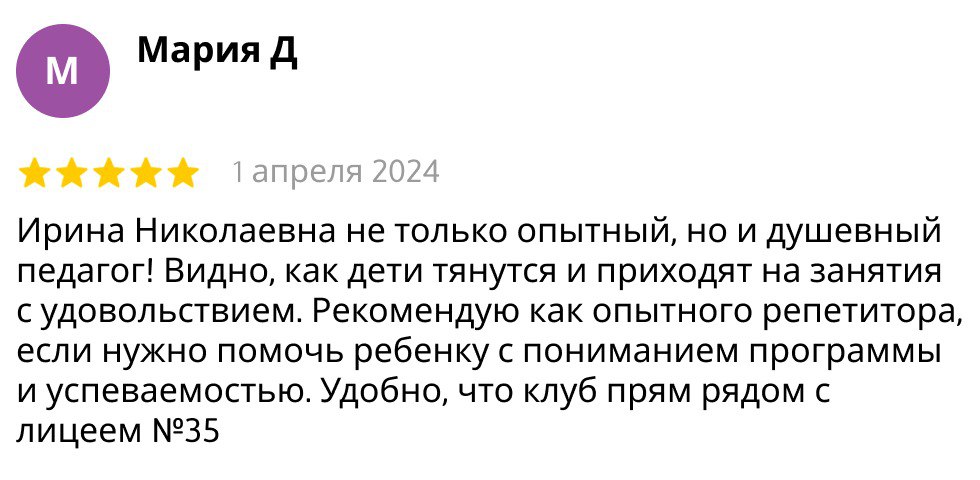 М
Мария Д
1 апреля 2024
Ирина Николаевна не только опытный, но и душевный
педагог! Видно, как дети тянутся и приходят на занятия
с удовольствием. Рекомендую как опытного репетитора,
если нужно помочь ребенку с пониманием программы
и успеваемостью. Удобно, что клуб прям рядом с
лицеем №35